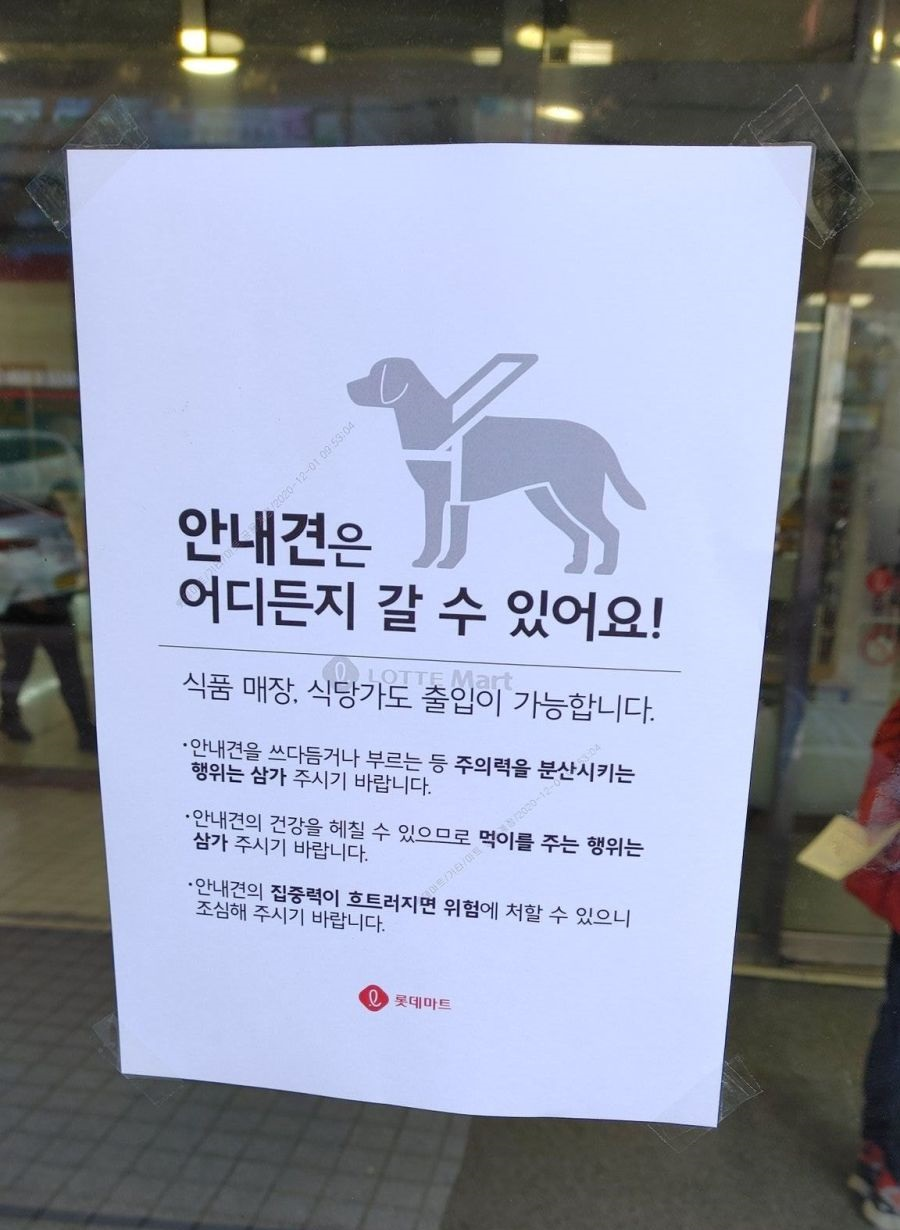 안내견은
어디든지 갈 수 있어요!
LOTTE Mart
식품 매장, 식당가도 출입이 가능합니다.
·안내견을 쓰다듬거나 부르는 등 주의력을 분산시키는
행위는 삼가 주시기 바랍니다.
·안내견의 건강을 헤칠 수 있으므로 먹이를 주는 행위는
삼가 주시기 바랍니다.
·안내견의 집중력이 흐트러지면 위험에 처할 수 있으니
조심해 주시기 바랍니다.
롯데마트